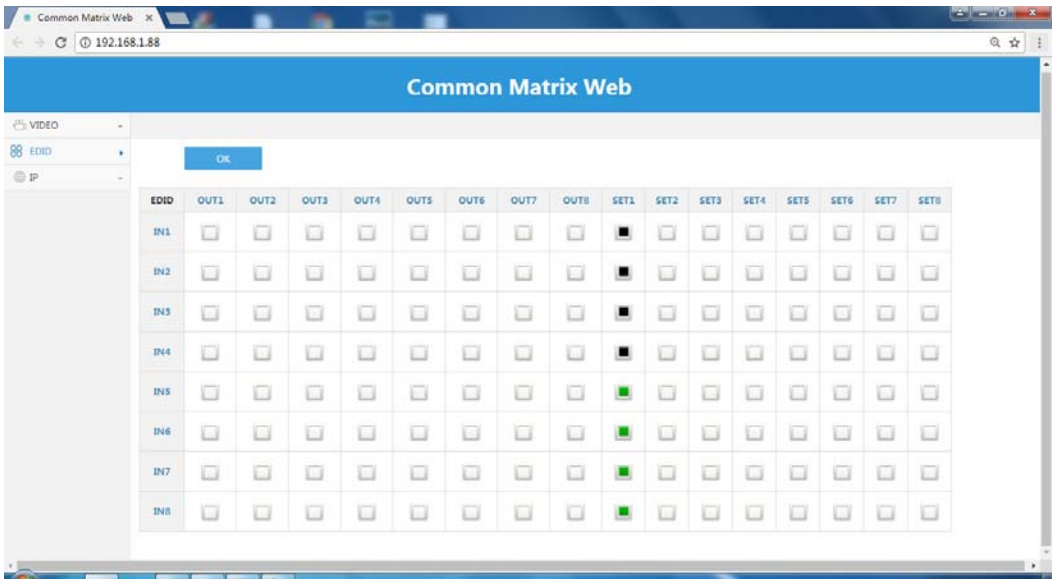 Common Matrix Web
192.168.1.88
Common Matrix Web
VIDEO
EDID
IP
OK
EDID OUT1 OUT2 OUT3 OUT4 OUT5 OUT6 OUT7 OUT8 SET1 SET2 SET3 SET4 SET5 SET6 SET7 SET8
IN1
IN2
IN3
IN4
IN5
IN6
IN7
IN8